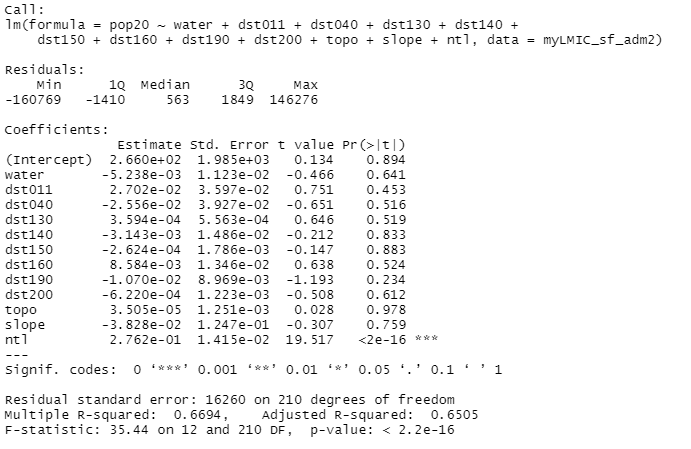 Call:
lm(formula = pop20 ~ water + dst011 + dst040 + dst130 + dst140 +
    dst150 + dst160 + dst190 + dst200 + topo + slope + ntl, data = myLMIC_sf_adm2)

Residuals:
    Min      1Q  Median      3Q     Max
-160769   -1410     563    1849  146276

Coefficients:
              Estimate Std. Error t value Pr(>|t|)
(Intercept)  2.660e+02  1.985e+03   0.134    0.894
water       -5.238e-03  1.123e-02  -0.466    0.641
dst011       2.702e-02  3.597e-02   0.751    0.453
dst040      -2.556e-02  3.927e-02  -0.651    0.516
dst130       3.594e-04  5.563e-04   0.646    0.519
dst140      -3.143e-03  1.486e-02  -0.212    0.833
dst150      -2.624e-04  1.786e-03  -0.147    0.883
dst160       8.584e-03  1.346e-02   0.638    0.524
dst190      -1.070e-02  8.969e-03  -1.193    0.234
dst200      -6.220e-04  1.223e-03  -0.508    0.612
topo         3.505e-05  1.251e-03   0.028    0.978
slope       -3.828e-02  1.247e-01  -0.307    0.759
ntl          2.762e-01  1.415e-02  19.517   <2e-16 ***
---
Signif. codes:  0 ‘***’ 0.001 ‘**’ 0.01 ‘*’ 0.05 ‘.’ 0.1 ‘ ’ 1

Residual standard error: 16260 on 210 degrees of freedom
Multiple R-squared:  0.6694,    Adjusted R-squared:  0.6505
F-statistic: 35.44 on 12 and 210 DF,  p-value: < 2.2e-16